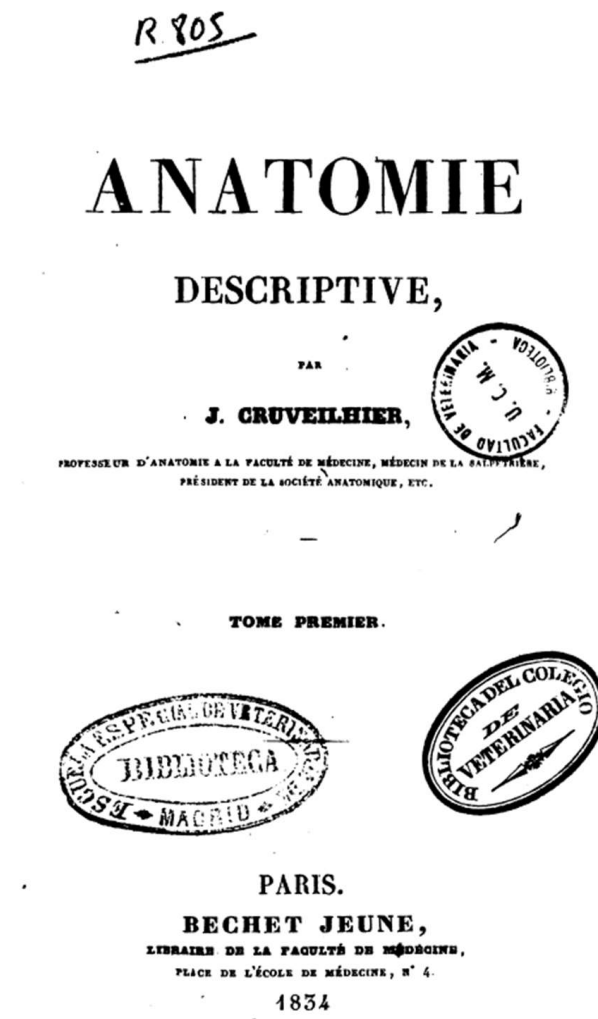 R. 805
ANATOMIE
DESCRIPTIVE,
PAR
J. CRUVEILHIER,
PROFESSEUR D'ANATOMIE A LA FACULTÉ DE MÉDECINE, MÉDECIN DE LA SALPÉTRIÈRE,
PRÉSIDENT DE LA SOCIÉTÉ ANATOMIQUE, ETC.
FACULTAD DE VETERINARIA - BIBLIOTECA -
U. C. M.
TOME PREMIER.
ESCUELA ESPECIAL DE VETERINARIA DE
BIBLIOTECA
MADRID
BIBLIOTECA DEL COLEGIO
DE
VETERINARIA
PARIS.
BECHET JEUNE,
LIBRAIRE DE LA FACULTÉ DE MÉDECINE,
PLACE DE L'ÉCOLE DE MÉDECINE, N° 4.
1834